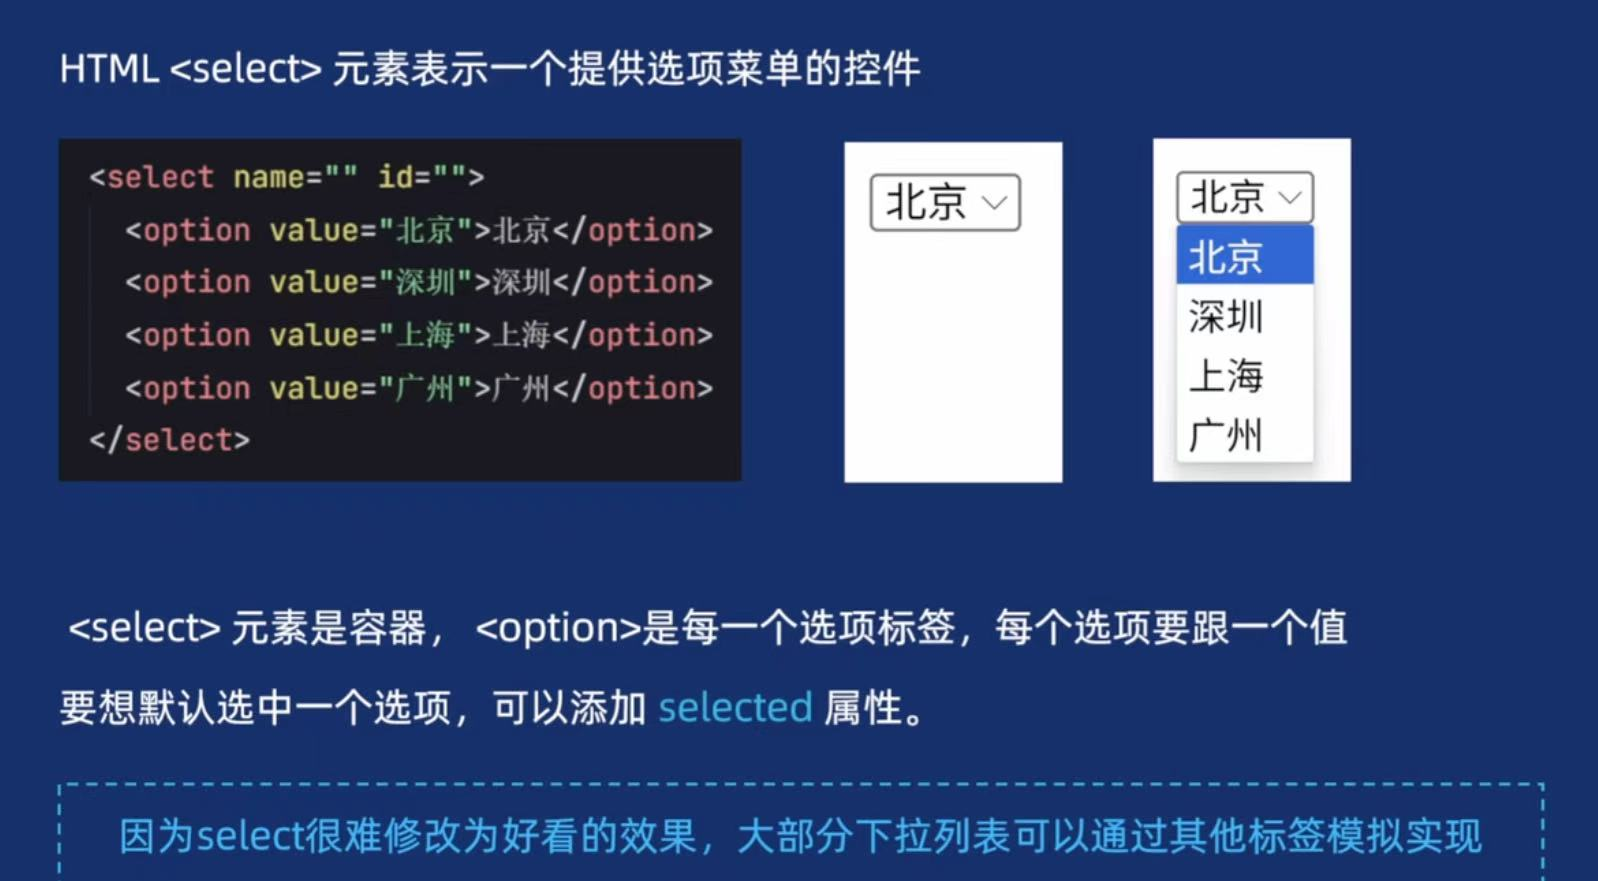 HTML <select> 元素表示一个提供选项菜单的控件
<select name="" id="">
<option value="北京">北京</option>
<option value="深圳">深圳</option>
<option value="上海">上海</option>
<option value="广州">广州</option>
</select>
北京
北京
北京
深圳
上海
广州
<select> 元素是容器， <option>是每一个选项标签，每个选项要跟一个值
要想默认选中一个选项，可以添加 selected 属性。
因为select很难修改为好看的效果，大部分下拉列表可以通过其他标签模拟实现